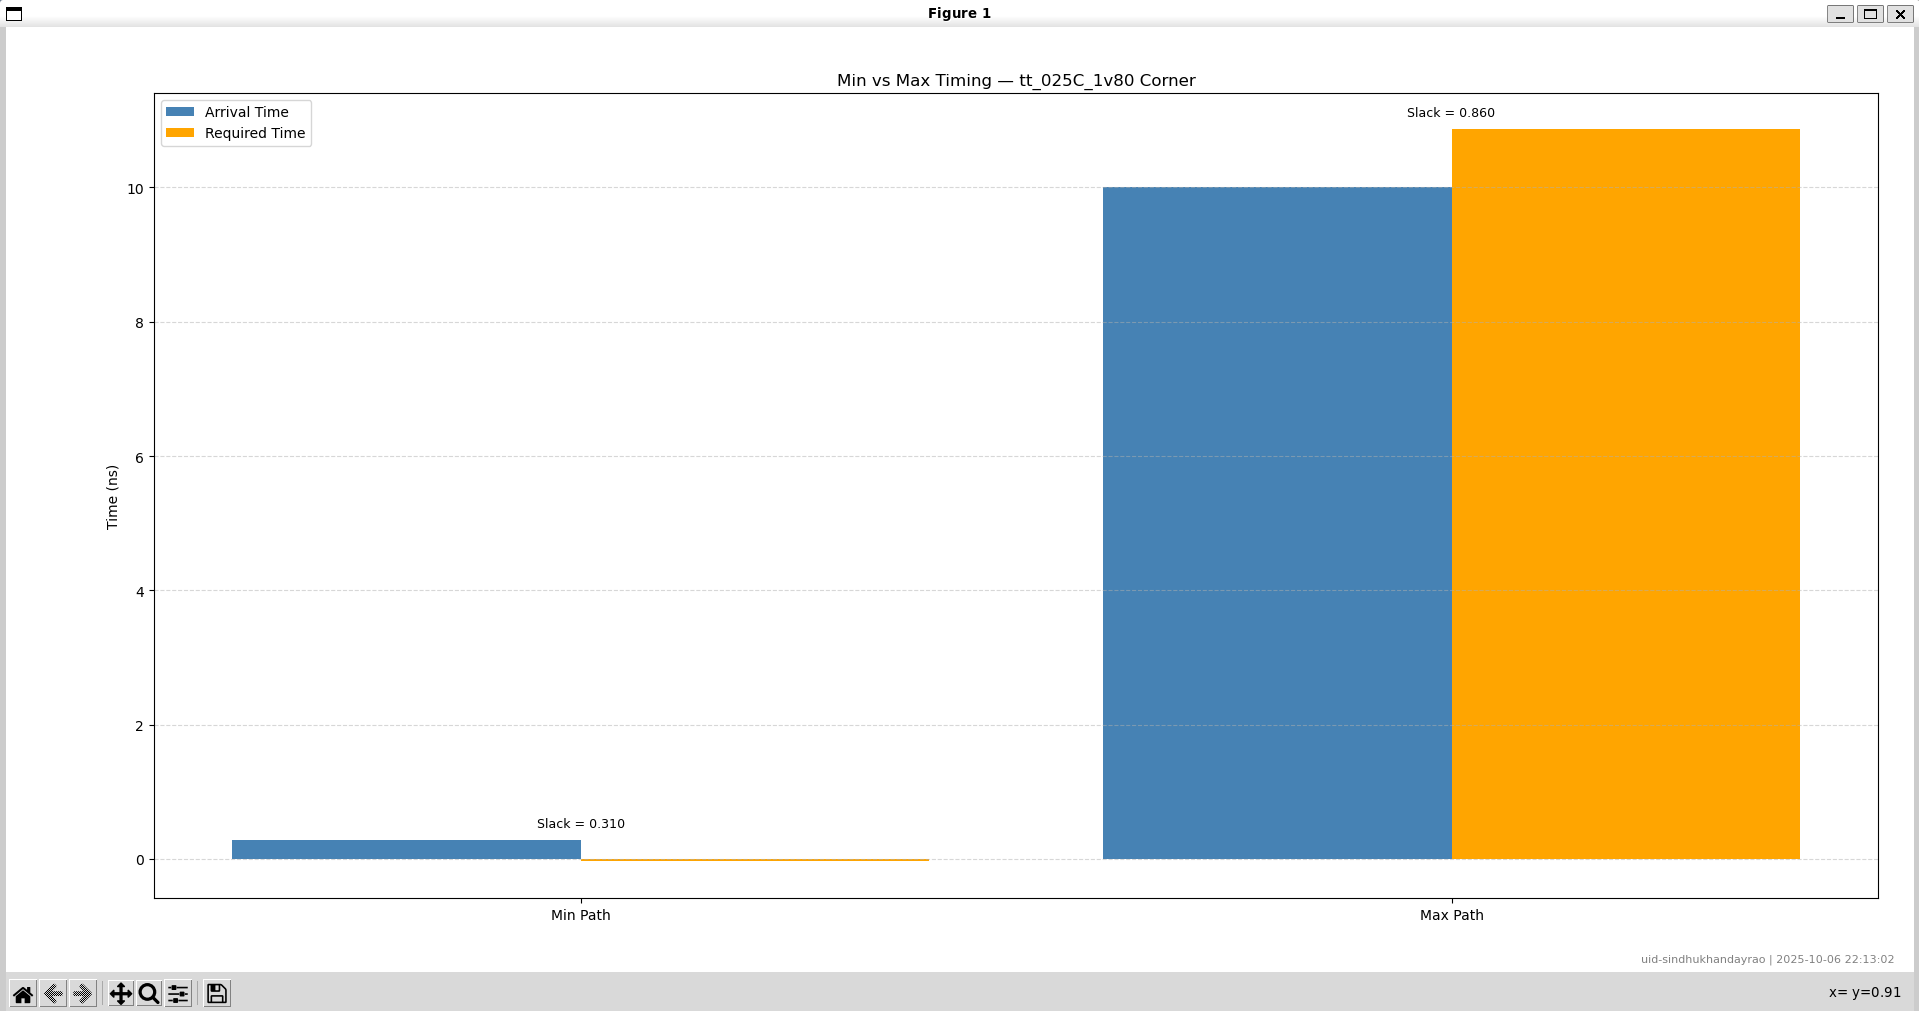 Figure 1
Min vs Max Timing — tt_025C_1v80 Corner
Arrival Time
Required Time
Slack = 0.860
10
8
6
4
2
0
Time (ns)
Slack = 0.310
Min Path
Max Path
uid-sindhukhandayrao | 2025-10-06 22:13:02
x= y=0.91